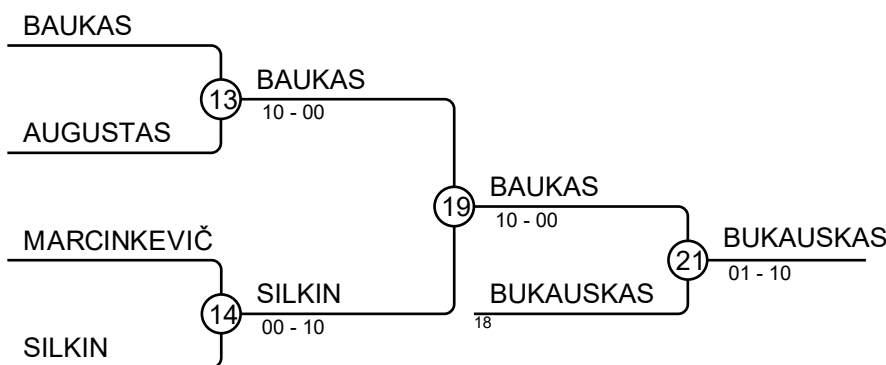 BAUKAS
13
BAUKAS
10 - 00
AUGUSTAS
19
BAUKAS
10 - 00
MARCINKEVIČ
21
BUKAUSKAS
01 - 10
14
SILKIN
00 - 10
BUKAUSKAS
18
SILKIN